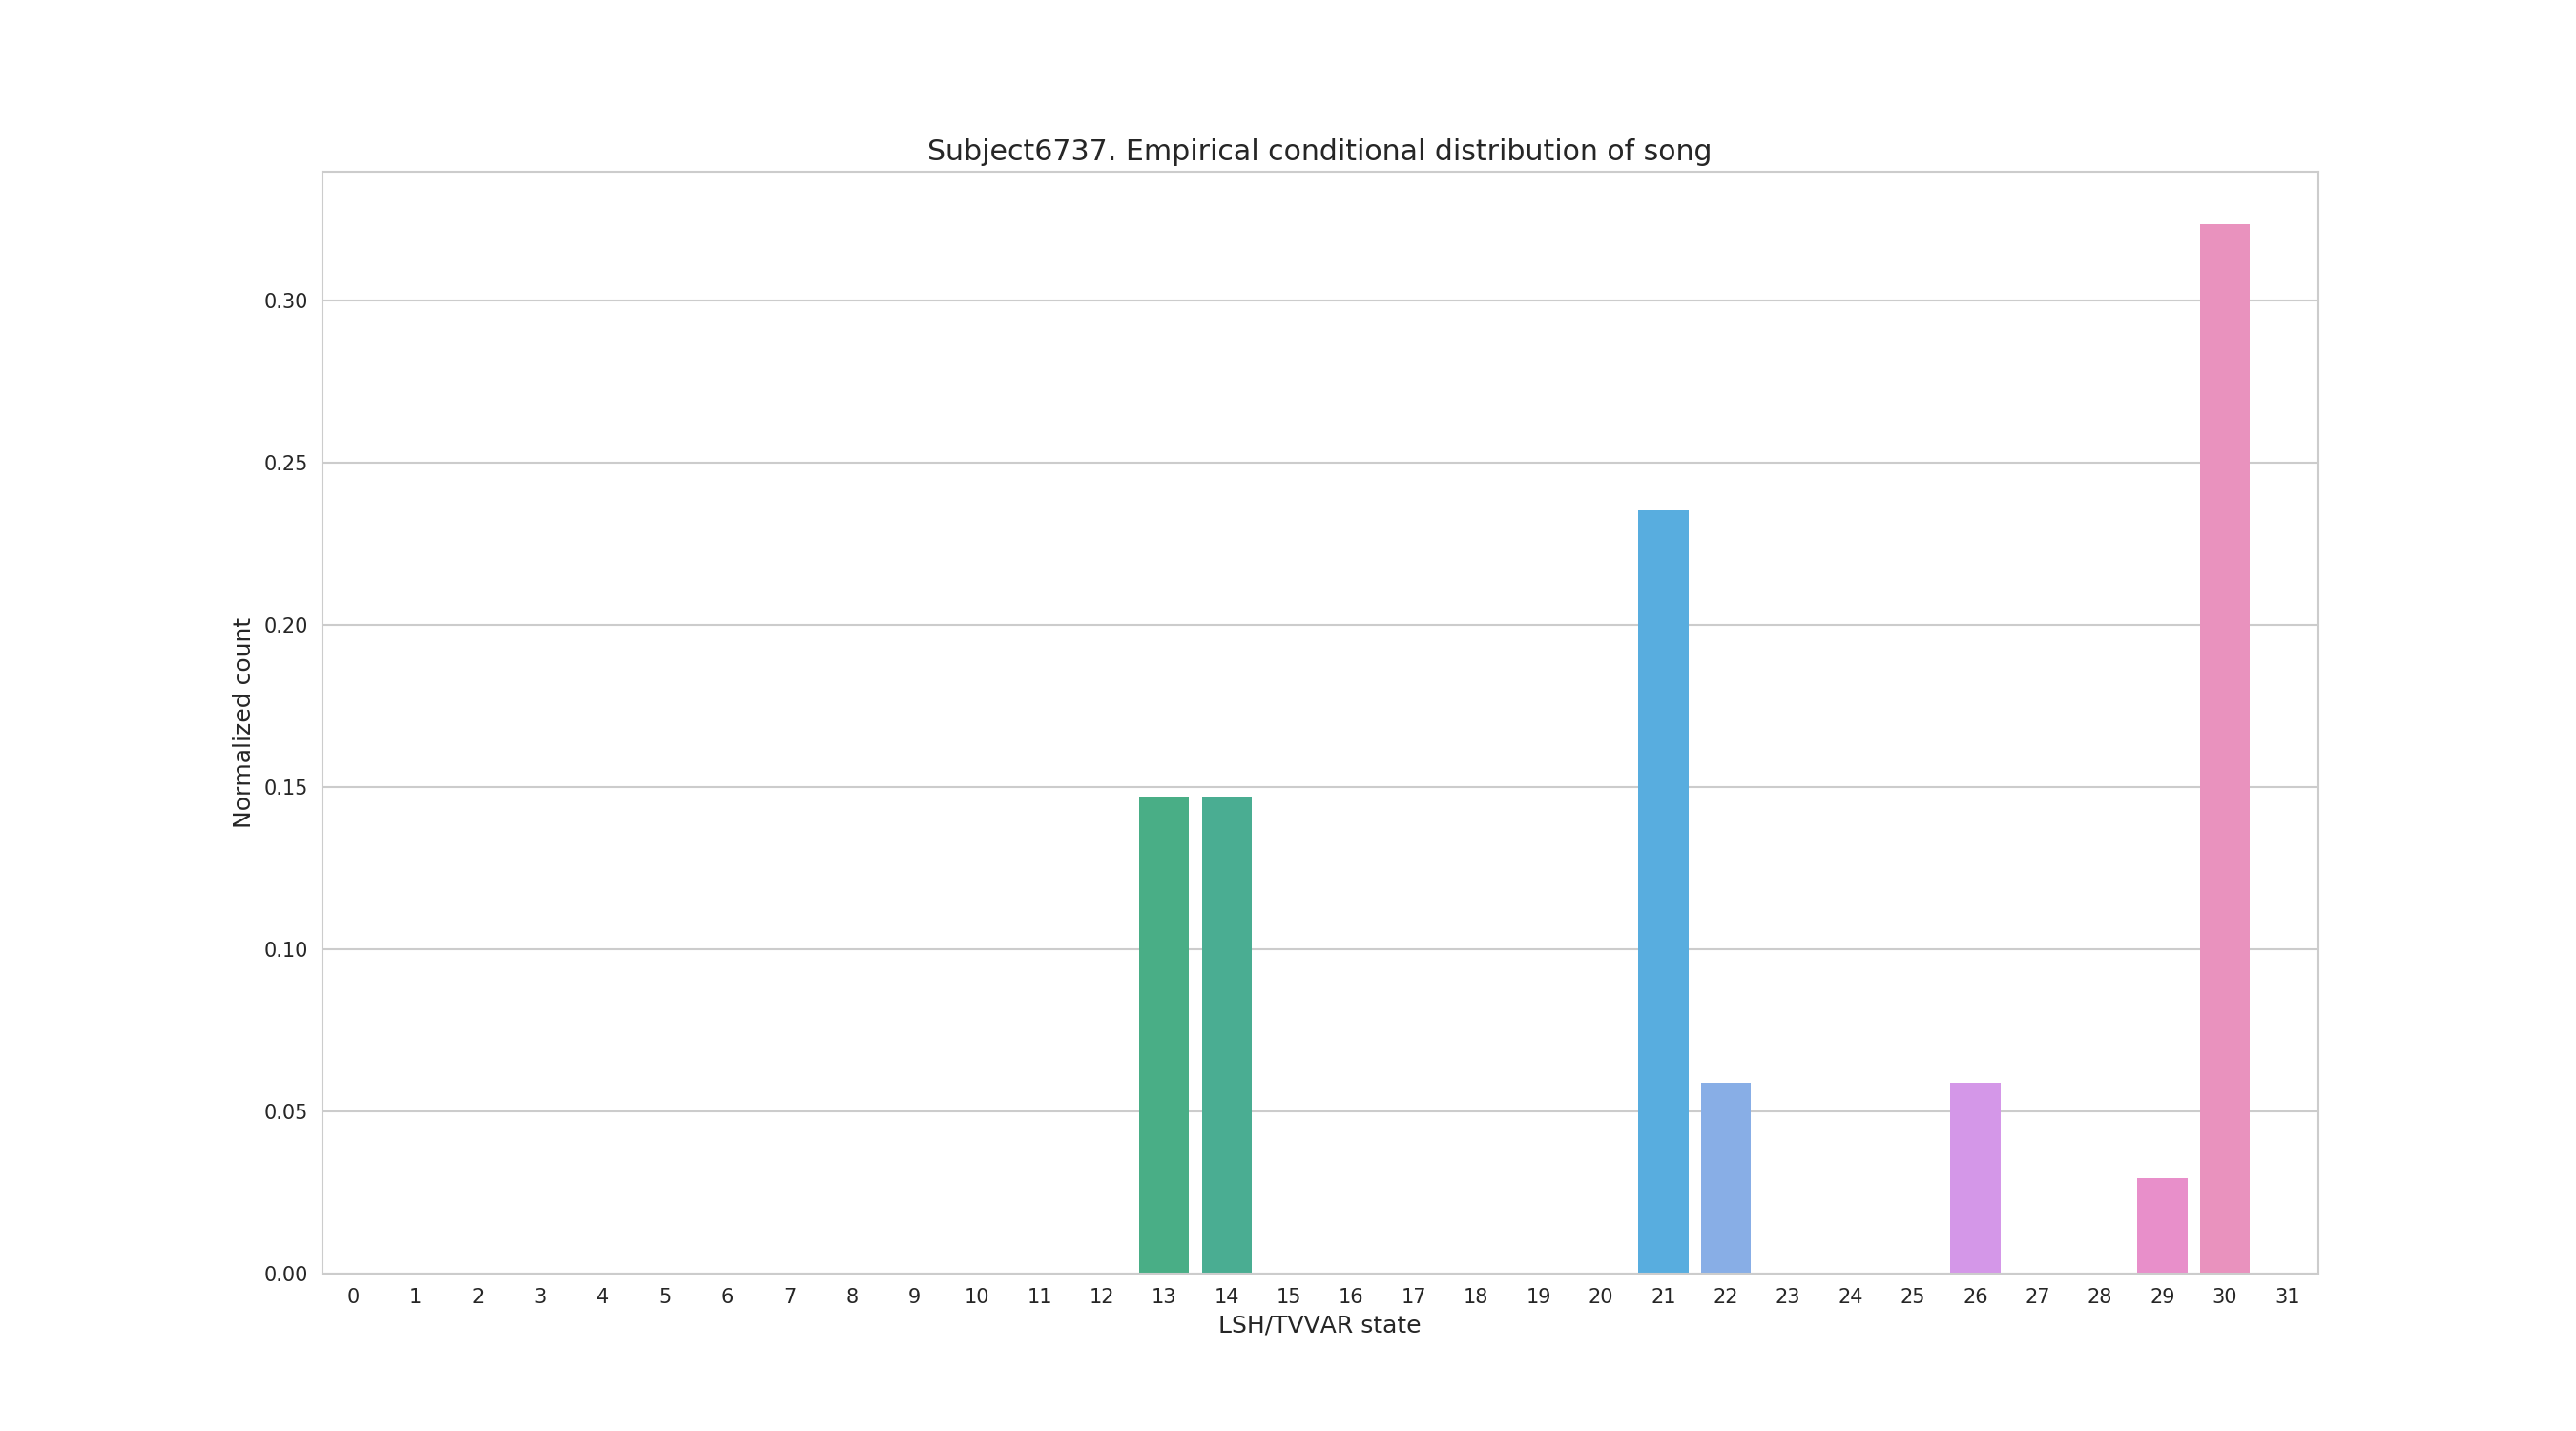 Subject6737. Empirical conditional distribution of song
Normalized count
0.30
0.25
0.20
0.15
0.10
0.05
0.00
0 1 2 3 4 5 6 7 8 9 10 11 12 13 14 15 16 17 18 19 20 21 22 23 24 25 26 27 28 29 30 31
LSH/TVVAR state